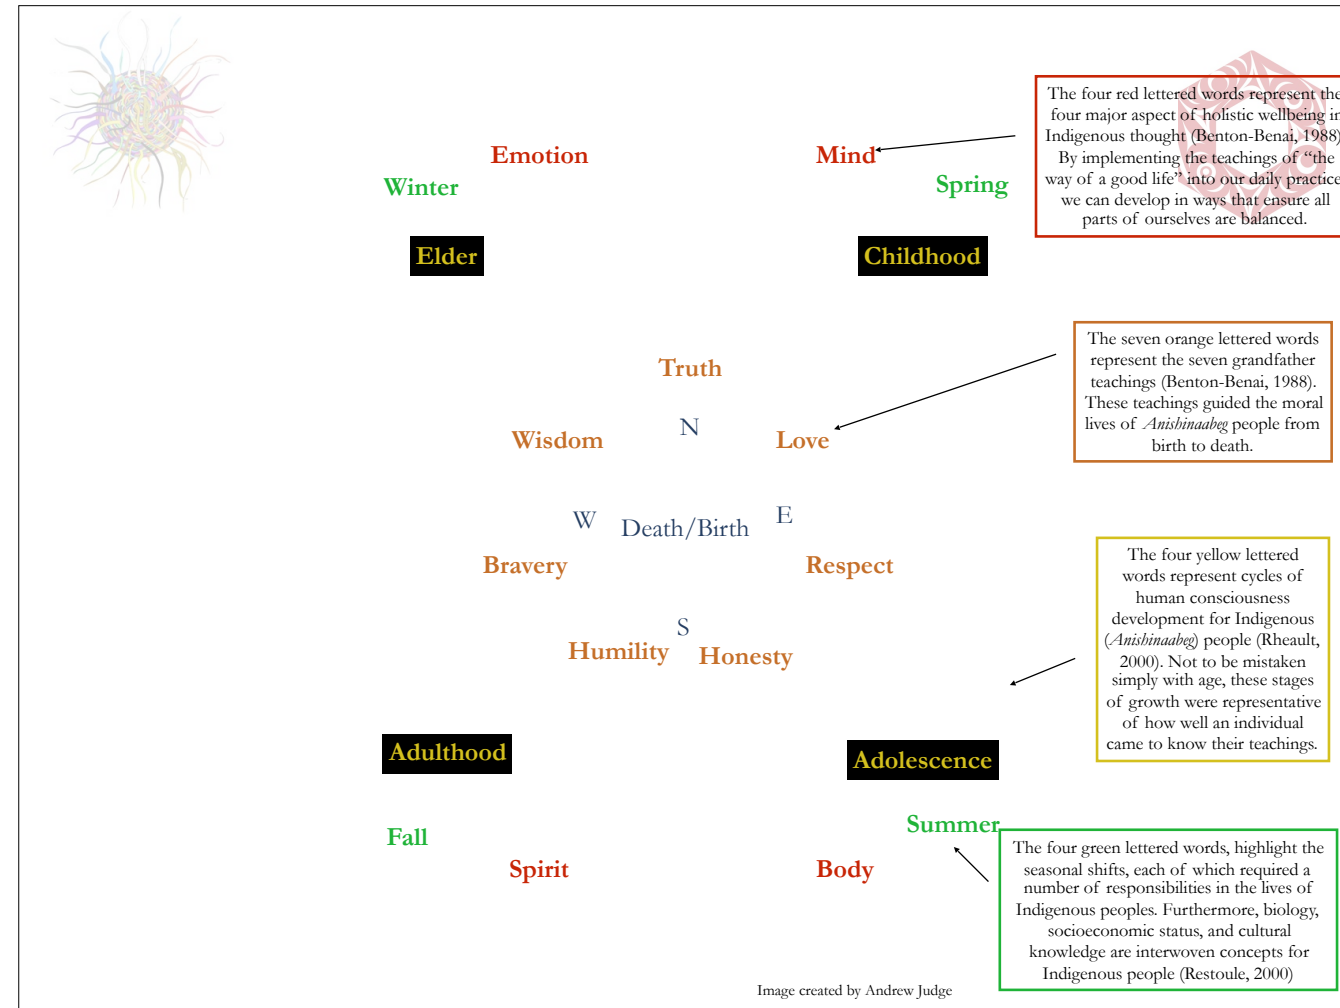 Emotion
Mind
Winter
Spring
Elder
Childhood
The four red lettered words represent the
four major aspect of holistic wellbeing in
Indigenous thought (Benton-Benai, 1988)
By implementing the teachings of “the
way of a good life” into our daily practice
we can develop in ways that ensure all
parts of ourselves are balanced.
Truth
N
Wisdom
Love
The seven orange lettered words
represent the seven grandfather
teachings (Benton-Benai, 1988).
These teachings guided the moral
lives of Anishinaabeg people from
birth to death.
W
Death/Birth
E
Bravery
Respect
S
Humility
Honesty
The four yellow lettered
words represent cycles of
human consciousness
development for Indigenous
(Anishinaabeg) people (Rheault,
2000). Not to be mistaken
simply with age, these stages
of growth were representative
of how well an individual
came to know their teachings.
Adulthood
Adolescence
Fall
Summer
Spirit
Body
The four green lettered words, highlight the
seasonal shifts, each of which required a
number of responsibilities in the lives of
Indigenous peoples. Furthermore, biology,
socioeconomic status, and cultural
knowledge are interwoven concepts for
Indigenous people (Restoule, 2000)
Image created by Andrew Judge